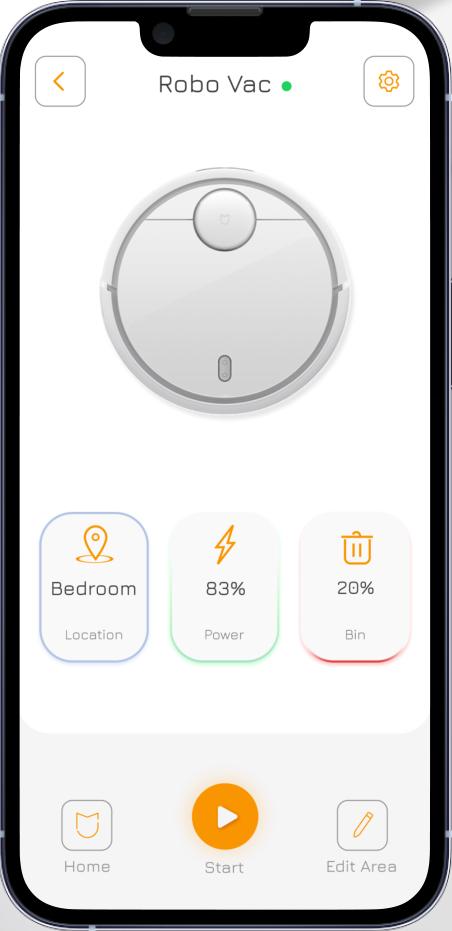 Robo Vac
Bedroom
83%
20%
Location
Power
Bin
Home
Start
Edit Area